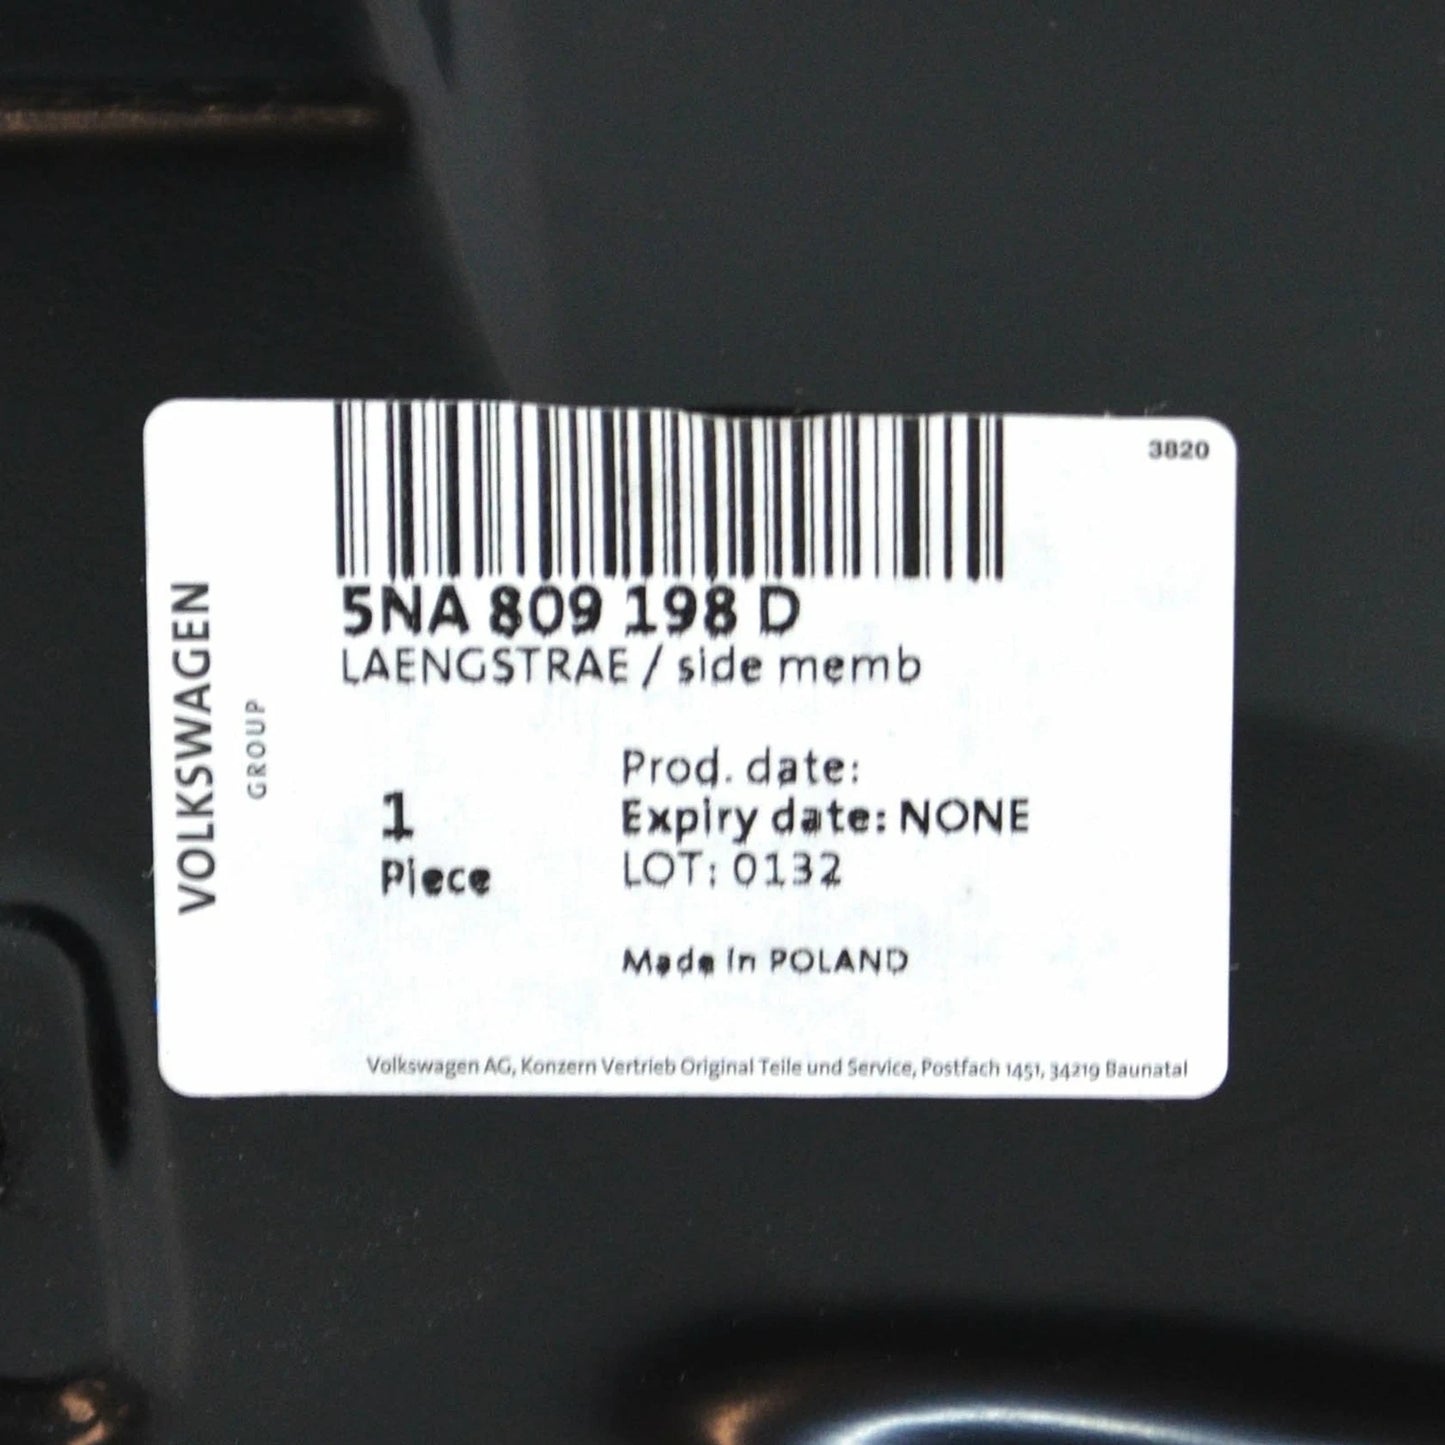 3820
5NA 809 198 D
LAENGSTRAE / side memb
VOLKSWAGEN
GROUP
Prod. date:
1
Expiry date: NONE
Piece
LOT: 0132
Made in POLAND
Volkswagen AG, Konzern Vertrieb Original Teile und Service, Postfach 1451, 34219 Baunatal